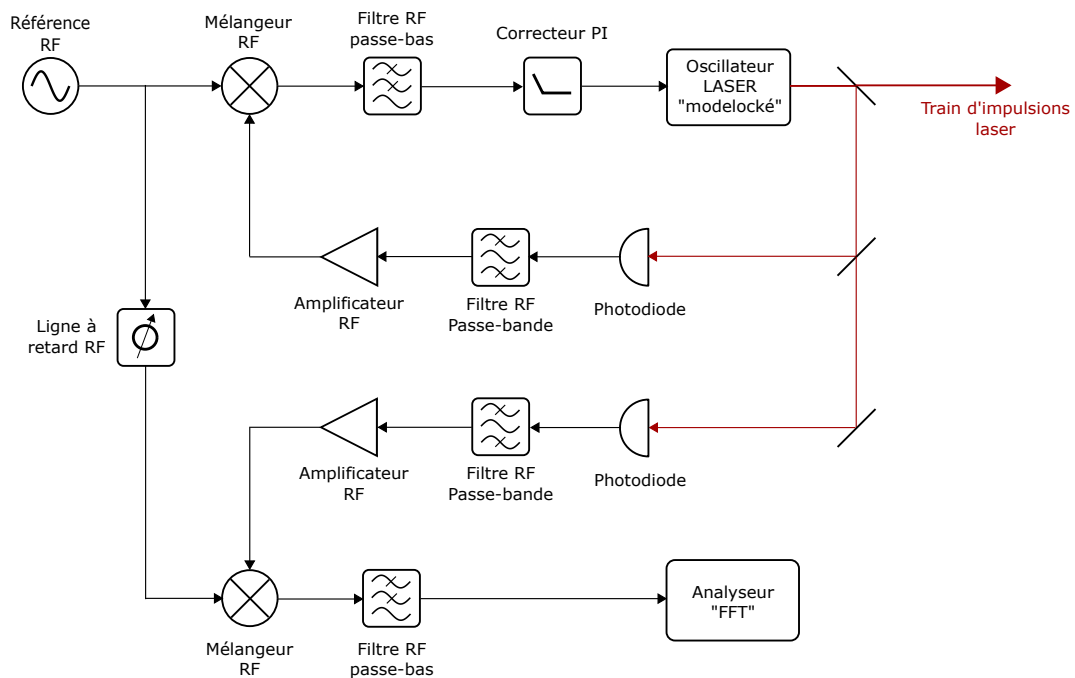 Référence
RF
Mélangeur
RF
Filtre RF
passe-bas
Correcteur PI
Oscillateur
LASER
"modelocké"
Train d'impulsions
laser
Amplificateur
RF
Filtre RF
Passe-bande
Photodiode
Ligne à
retard RF
Amplificateur
RF
Filtre RF
Passe-bande
Photodiode
Mélangeur
RF
Filtre RF
passe-bas
Analyseur
"FFT"